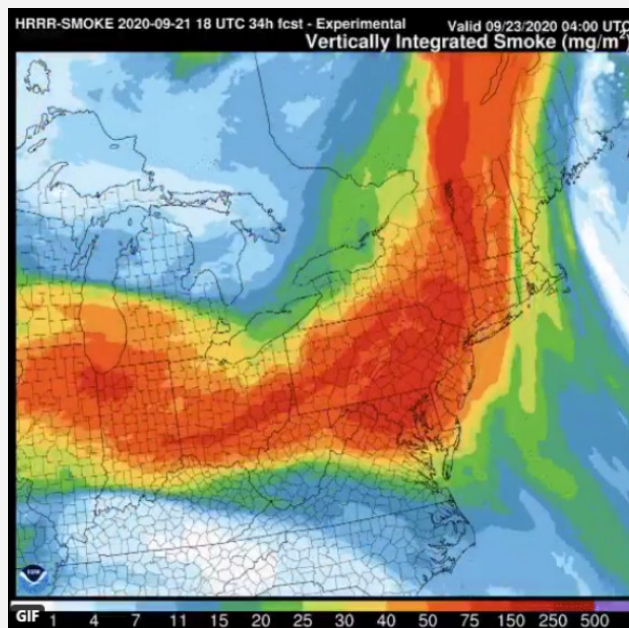 HRRR-SMOKE 2020-09-21 18 UTC 34h fcst - Experimental Valid 09/23/2020 04:00 UTC
Vertically Integrated Smoke (mg/m²)
GIF 1 4 7 11 15 20 25 30 40 50 75 150 250 500